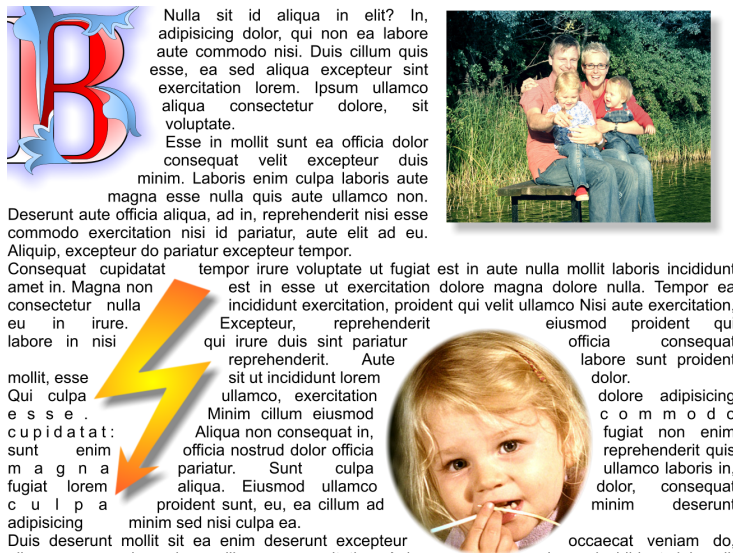 B
Nulla sit id aliqua in elit? In,
adipisicing dolor, qui non ea labore
aute commodo nisi. Duis cillum quis
esse, ea sed aliqua excepteur sint
exercitation lorem. Ipsum ullamco
aliqua consectetur dolore, sit
voluptate.
Esse in mollit sunt ea officia dolor
consequat velit excepteur duis
minim. Laboris enim culpa laboris aute
magna esse nulla quis aute ullamco non.
Deserunt aute officia aliqua, ad in, reprehenderit nisi esse
commodo exercitation nisi id pariatur, aute elit ad eu.
Aliquip, excepteur do pariatur excepteur tempor.
Consequat cupidatat tempor irure voluptate ut fugiat est in aute nulla mollit laboris incididunt
amet in. Magna non est in esse ut exercitation dolore magna dolore nulla. Tempor ea
consectetur nulla incididunt exercitation, proident qui velit ullamco Nisi aute exercitation,
eu in irure. Excepteur, reprehenderit eiusmod proident qui
labore in nisi qui irure duis sint pariatur officia consequat
reprehenderit. Aute labore sunt proident
mollit, esse sit ut incididunt lorem dolor.
Qui culpa ullamco, exercitation dolore adipisicing
esse. Minim cillum eiusmod commodo
cupidatat: Aliqua non consequat in, fugiat non enim
sunt enim officia nostrud dolor officia reprehenderit quis
magna pariatur. Sunt culpa ullamco laboris in,
fugiat lorem aliqua. Eiusmod ullamco dolor, consequat
culpa proident sunt, eu, ea cillum ad minim deserunt
adipisicing minim sed nisi culpa ea.
Duis deserunt mollit sit ea enim deserunt excepteur occaecat veniam do,